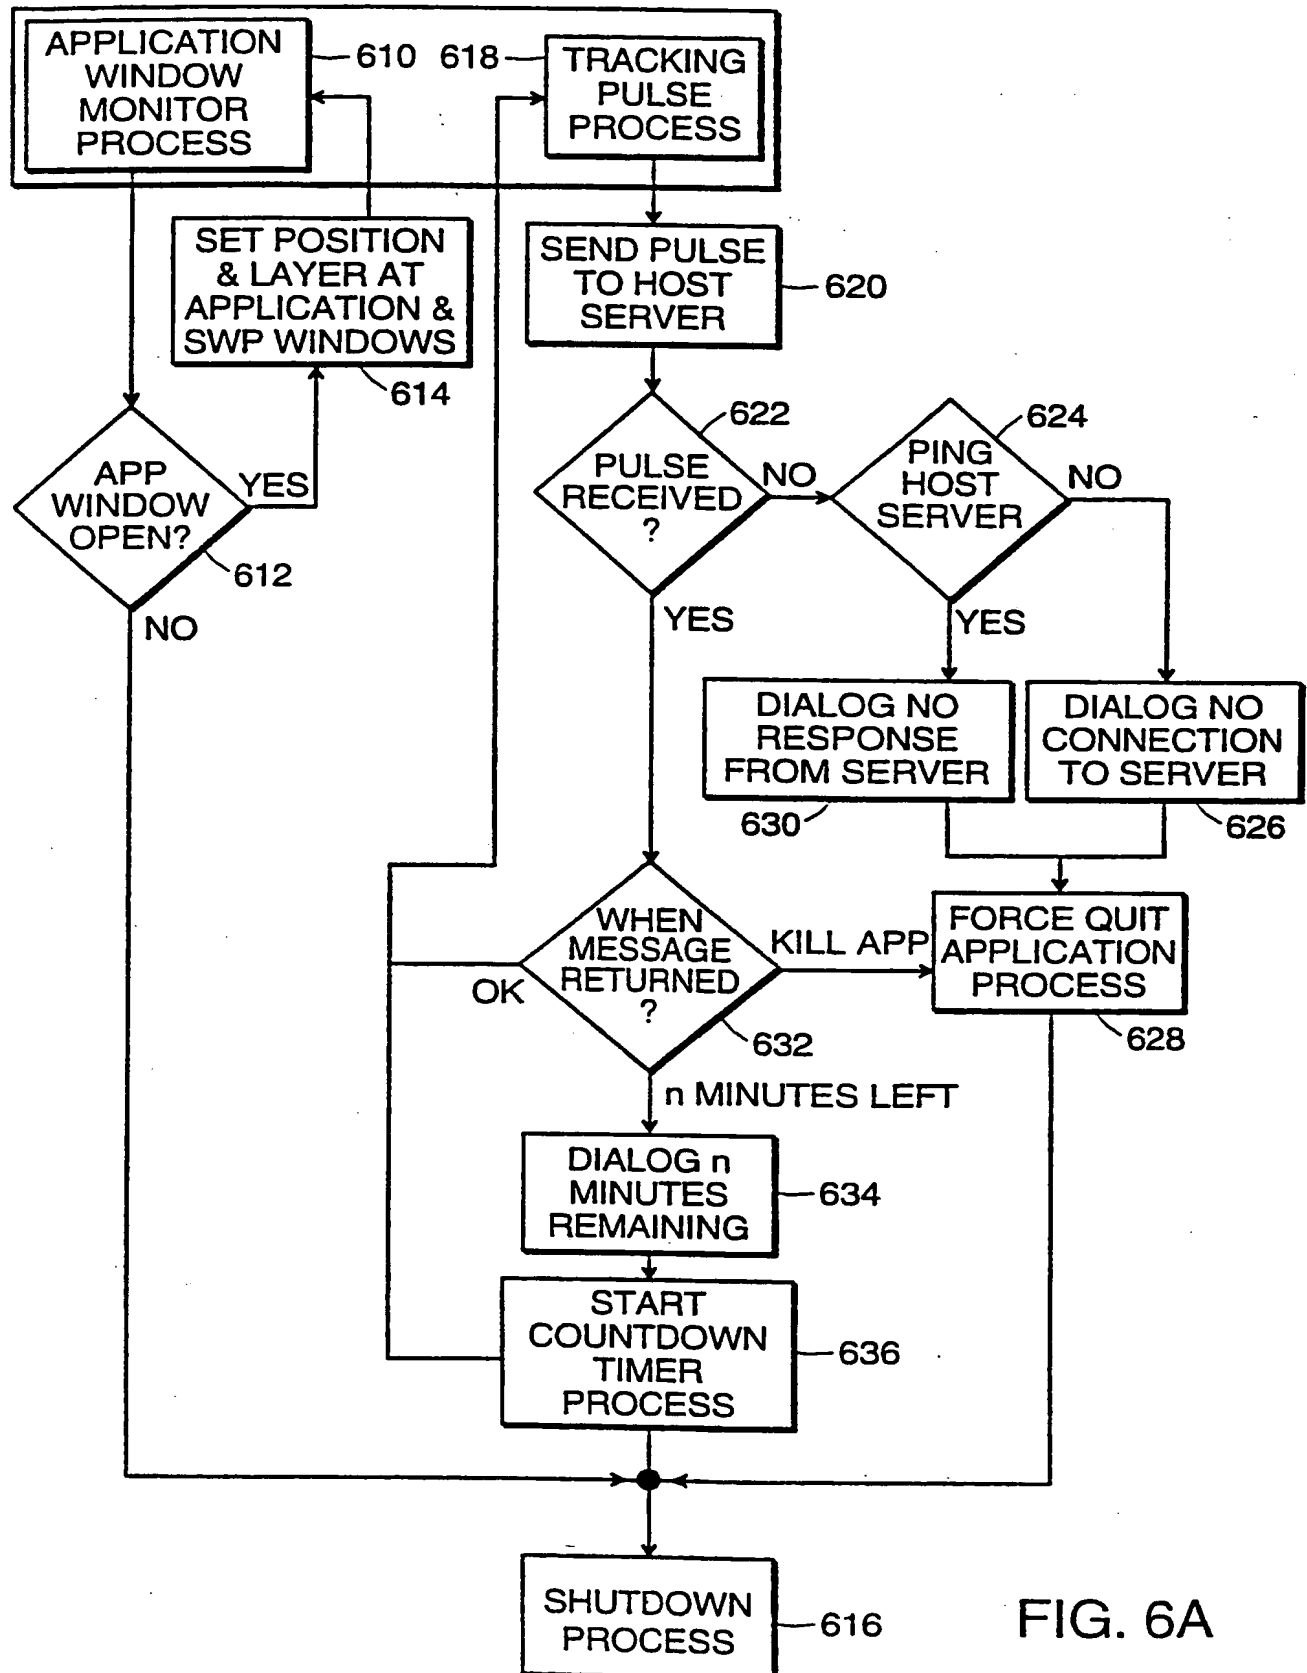 APPLICATION
WINDOW
MONITOR
PROCESS
610
618
TRACKING
PULSE
PROCESS
SET POSITION
& LAYER AT
APPLICATION &
SWP WINDOWS
614
SEND PULSE
TO HOST
SERVER
620
APP
WINDOW
OPEN?
YES
612
NO
622
PULSE
RECEIVED
?
NO
YES
624
PING
HOST
SERVER
NO
YES
DIALOG NO
RESPONSE
FROM SERVER
630
DIALOG NO
CONNECTION
TO SERVER
626
WHEN
MESSAGE
RETURNED
?
OK
KILL APP
632
FORCE QUIT
APPLICATION
PROCESS
628
n MINUTES LEFT
DIALOG n
MINUTES
REMAINING
634
START
COUNTDOWN
TIMER
PROCESS
636
SHUTDOWN
PROCESS
616
FIG. 6A